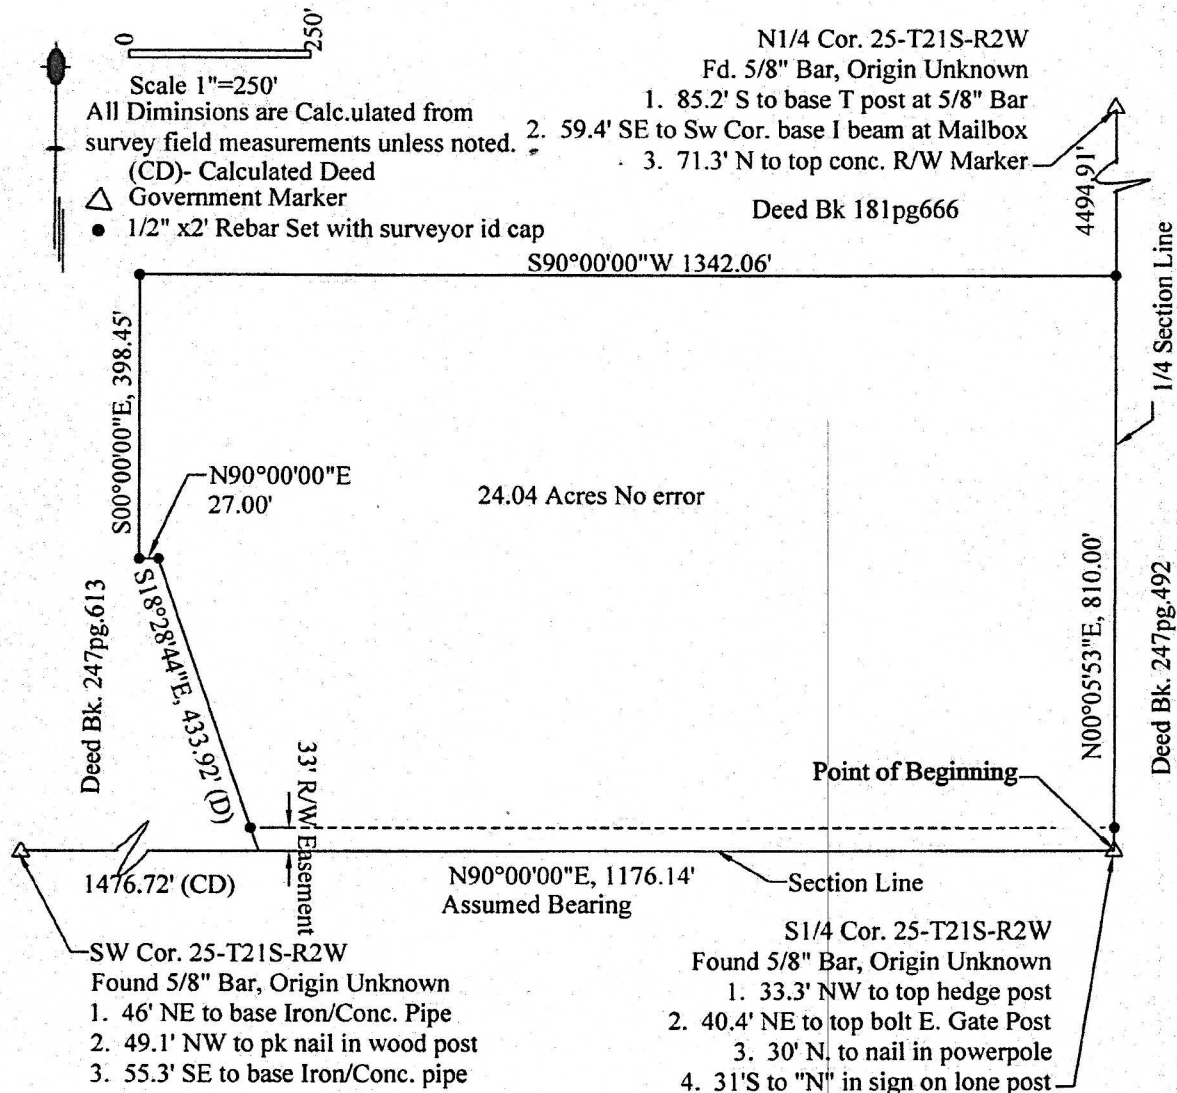 0
250'
Scale 1"=250'
All Diminsions are Calc.ulated from
survey field measurements unless noted.
(CD)- Calculated Deed
Government Marker
1/2" x2' Rebar Set with surveyor id cap
N1/4 Cor. 25-T21S-R2W
Fd. 5/8" Bar, Origin Unknown
1. 85.2' S to base T post at 5/8" Bar
2. 59.4' SE to Sw Cor. base I beam at Mailbox
3. 71.3' N to top conc. R/W Marker
Deed Bk 181pg666
4494.91'
1/4 Section Line
S90°00'00"W 1342.06'
S00°00'00"E, 398.45'
N90°00'00"E
27.00'
24.04 Acres No error
S18°28'44"E, 433.92' (D)
Deed Bk. 247pg.613
N00°05'53"E, 810.00'
Deed Bk. 247pg.492
33' R/W Easement
Point of Beginning
1476.72' (CD)
N90°00'00"E, 1176.14'
Assumed Bearing
Section Line
SW Cor. 25-T21S-R2W
Found 5/8" Bar, Origin Unknown
1. 46' NE to base Iron/Conc. Pipe
2. 49.1' NW to pk nail in wood post
3. 55.3' SE to base Iron/Conc. pipe
S1/4 Cor. 25-T21S-R2W
Found 5/8" Bar, Origin Unknown
1. 33.3' NW to top hedge post
2. 40.4' NE to top bolt E. Gate Post
3. 30' N. to nail in powerpole
4. 31'S to "N" in sign on lone post